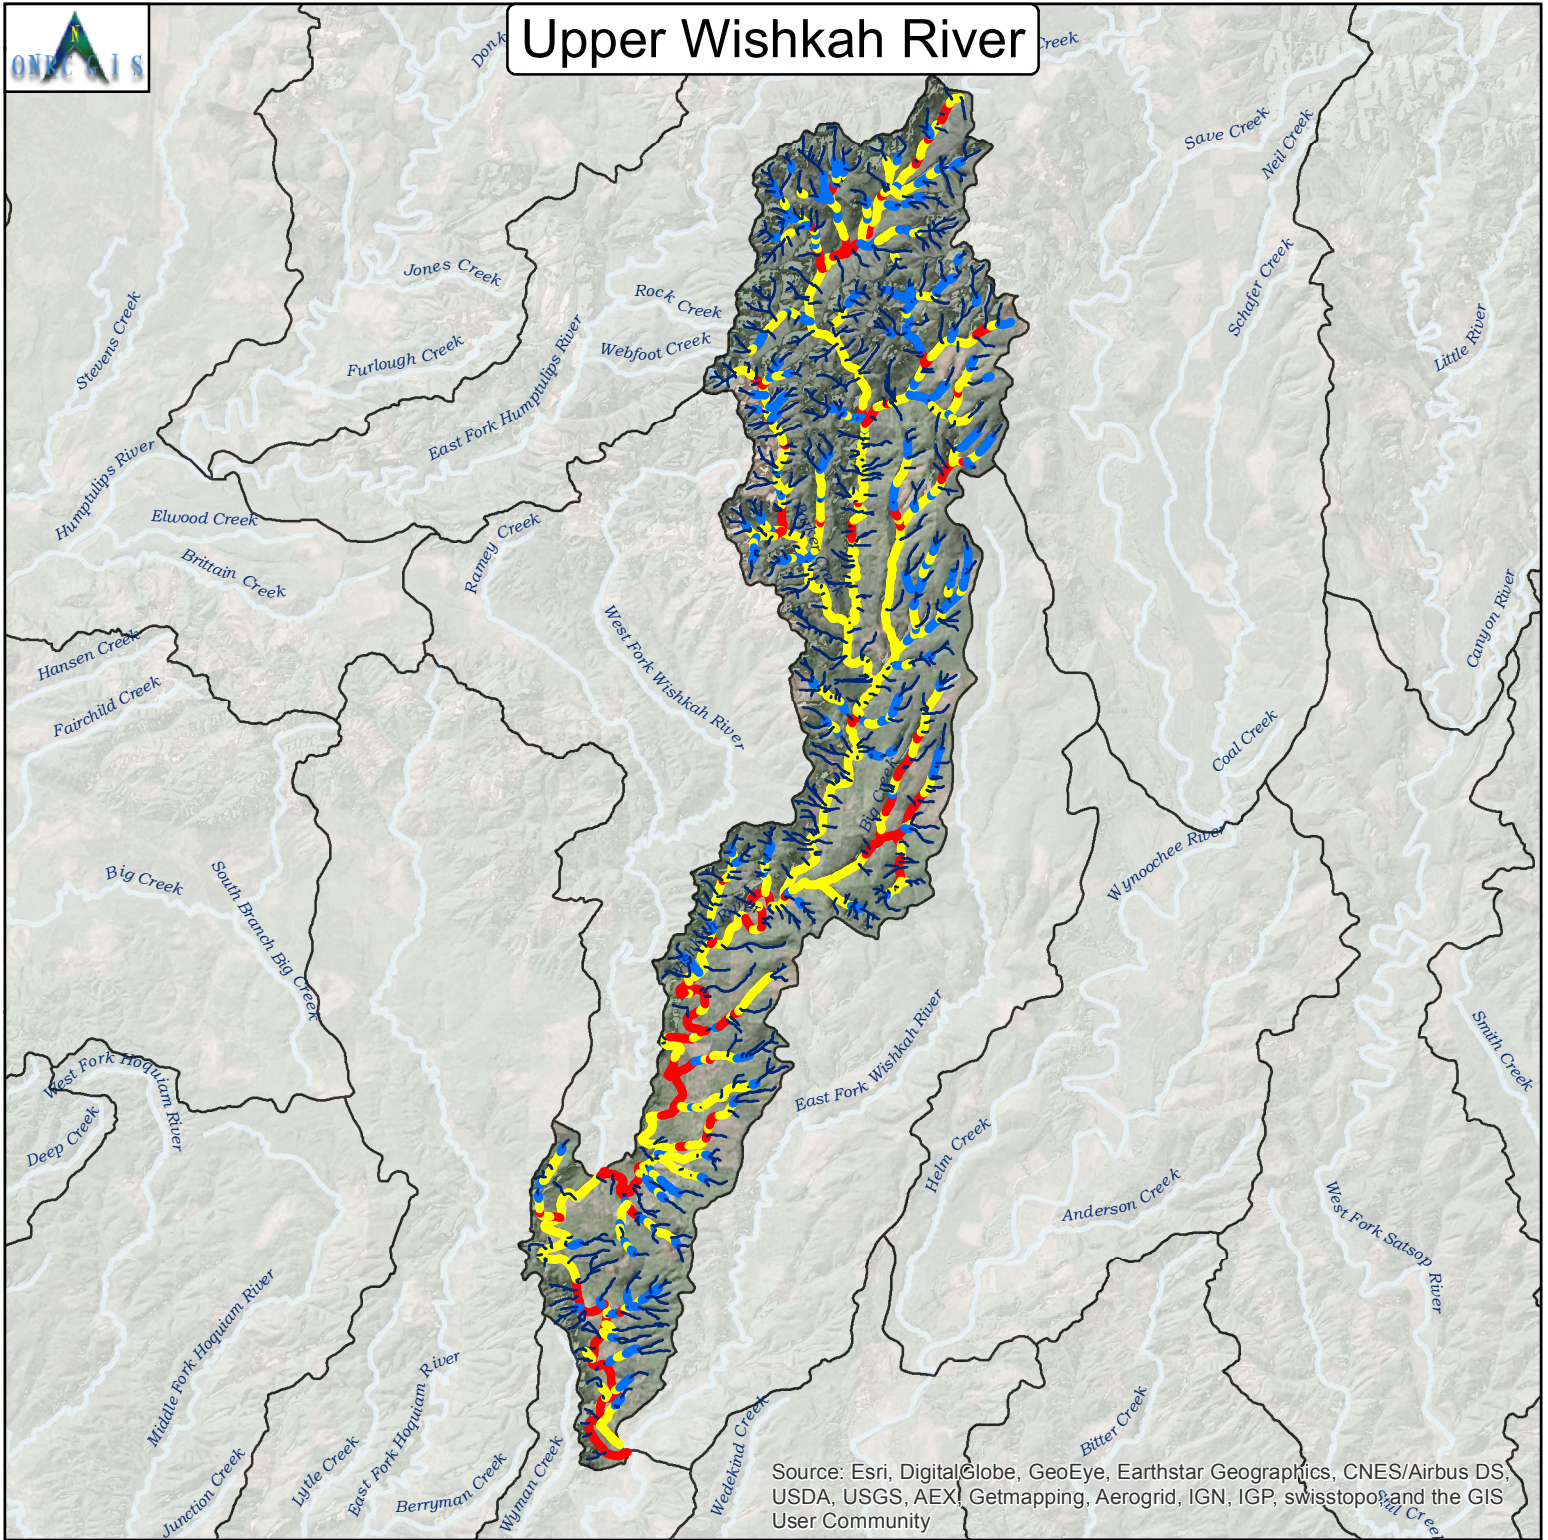 N
ONRC GIS
Upper Wishkah River
Donk
Creek
Save Creek
Neil Creek
Jones Creek
Rock Creek
Schafer Creek
Stevens Creek
Furlough Creek
Webfoot Creek
Little River
East Fork Humptulips River
Humptulips River
Elwood Creek
Ramey Creek
Brittain Creek
Canyon River
Hansen Creek
West Fork Wishkah River
Fairchild Creek
Coal Creek
Big Creek
Wynoochee River
Big Creek
South Branch Big Creek
East Fork Wishkah River
Smith Creek
West Fork Hoquiam River
Deep Creek
Helm Creek
Anderson Creek
West Fork Satsop River
Middle Fork Hoquiam River
East Fork Hoquiam River
Wedekind Creek
Bitter Creek
Junction Creek
Lytle Creek
Berryman Creek
Wyman Creek
Source: Esri, DigitalGlobe, GeoEye, Earthstar Geographics, CNES/Airbus DS,
USDA, USGS, AEX, Getmapping, Aerogrid, IGN, IGP, swisstopo, and the GIS
User Community